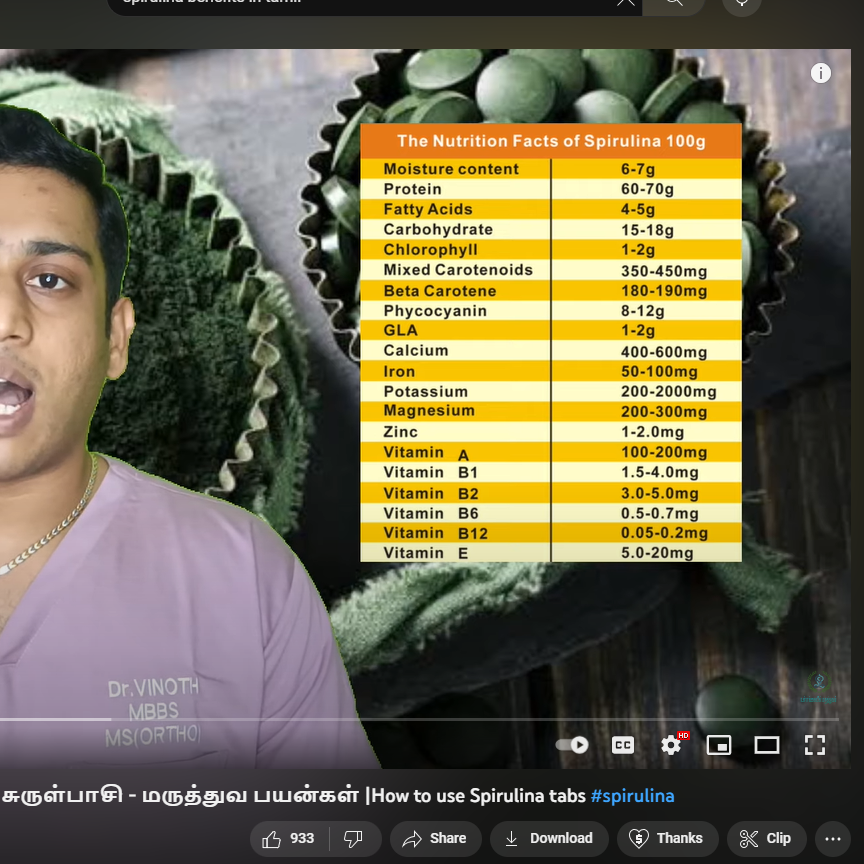 The Nutrition Facts of Spirulina 100g
Moisture content 6-7g
Protein 60-70g
Fatty Acids 4-5g
Carbohydrate 15-18g
Chlorophyll 1-2g
Mixed Carotenoids 350-450mg
Beta Carotene 180-190mg
Phycocyanin 8-12g
GLA 1-2g
Calcium 400-600mg
Iron 50-100mg
Potassium 200-2000mg
Magnesium 200-300mg
Zinc 1-2.0mg
Vitamin A 100-200mg
Vitamin B1 1.5-4.0mg
Vitamin B2 3.0-5.0mg
Vitamin B6 0.5-0.7mg
Vitamin B12 0.05-0.2mg
Vitamin E 5.0-20mg
Dr.VINOTH
MBBS
MS(ORTHO)
CC HD
சுருள்பாசி - மருத்துவ பயன்கள் |How to use Spirulina tabs #spirulina
933 Share Download Thanks Clip